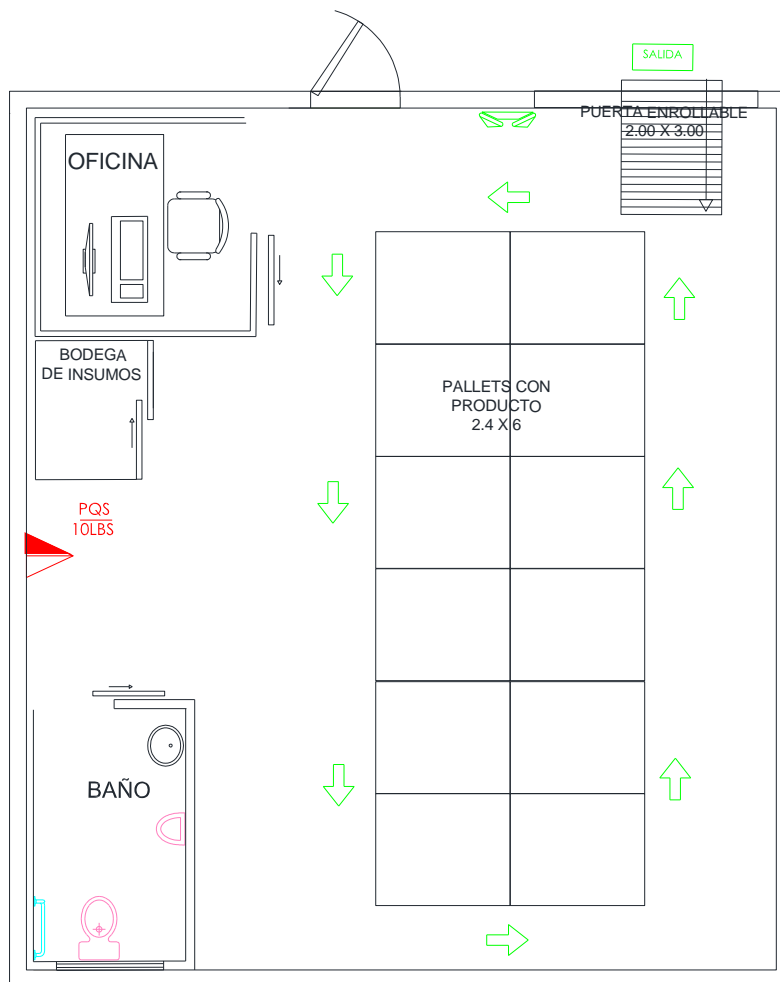 SALIDA
PUERTA ENROLLABLE
2.00 X 3.00
OFICINA
BODEGA
DE INSUMOS
PALLETS CON
PRODUCTO
2.4 X 6
PQS
10LBS
BAÑO